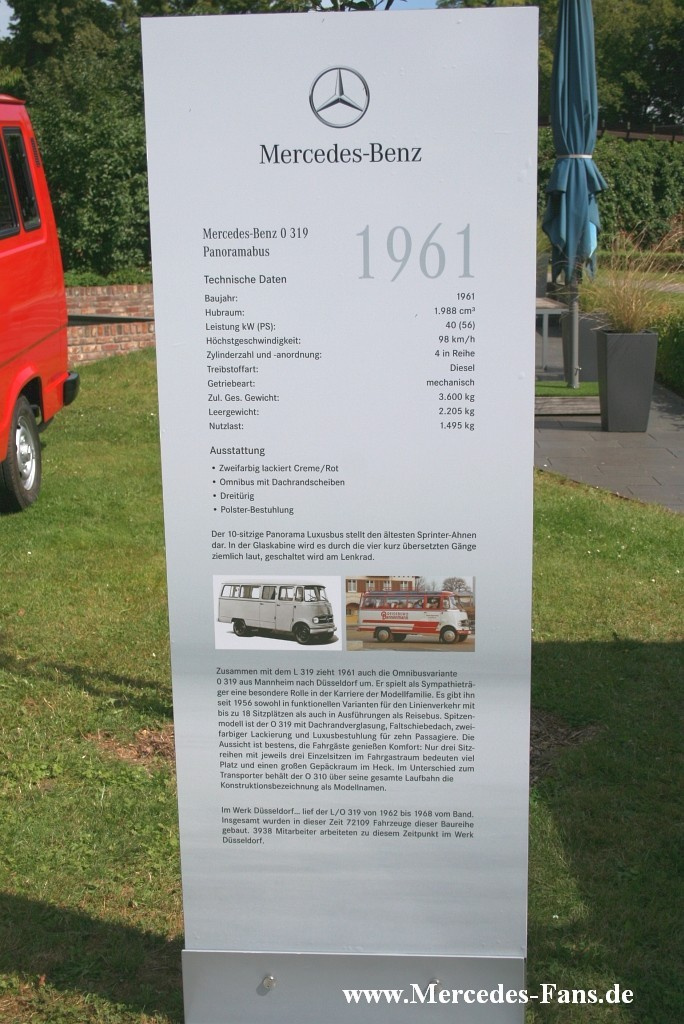 Mercedes-Benz
Mercedes-Benz O 319
Panoramabus
1961
Technische Daten
Baujahr: 1961
Hubraum: 1.988 cm³
Leistung kW (PS): 40 (56)
Höchstgeschwindigkeit: 98 km/h
Zylinderzahl und -anordnung: 4 in Reihe
Treibstoffart: Diesel
Getriebeart: mechanisch
Zul. Ges. Gewicht: 3.600 kg
Leergewicht: 2.205 kg
Nutzlast: 1.495 kg
Ausstattung
• Zweifarbig lackiert Creme/Rot
• Omnibus mit Dachrandscheiben
• Dreitürig
• Polster-Bestuhlung
Der 10-sitzige Panorama Luxusbus stellt den ältesten Sprinter-Ahnen
dar. In der Glaskabine wird es durch die vier kurz übersetzten Gänge
ziemlich laut, geschaltet wird am Lenkrad.
Zusammen mit dem L 319 zieht 1961 auch die Omnibusvariante
O 319 aus Mannheim nach Düsseldorf um. Er spielt als Sympathieträ-
ger eine besondere Rolle in der Karriere der Modellfamilie. Es gibt ihn
seit 1956 sowohl in funktionellen Varianten für den Linienverkehr mit
bis zu 18 Sitzplätzen als auch in Ausführungen als Reisebus. Spitzen-
modell ist der O 319 mit Dachrandverglasung, Faltschiebedach, zwei-
farbiger Lackierung und Luxusbestuhlung für zehn Passagiere. Die
Aussicht ist bestens, die Fahrgäste genießen Komfort: Nur drei Sitz-
reihen mit jeweils drei Einzelsitzen im Fahrgastraum bedeuten viel
Platz und einen großen Gepäckraum im Heck. Im Unterschied zum
Transporter behält der O 310 über seine gesamte Laufbahn die
Konstruktionsbezeichnung als Modellnamen.
Im Werk Düsseldorf... lief der L/O 319 von 1962 bis 1968 vom Band.
Insgesamt wurden in dieser Zeit 72109 Fahrzeuge dieser Baureihe
gebaut. 3938 Mitarbeiter arbeiteten zu diesem Zeitpunkt im Werk
Düsseldorf.
www.Mercedes-Fans.de